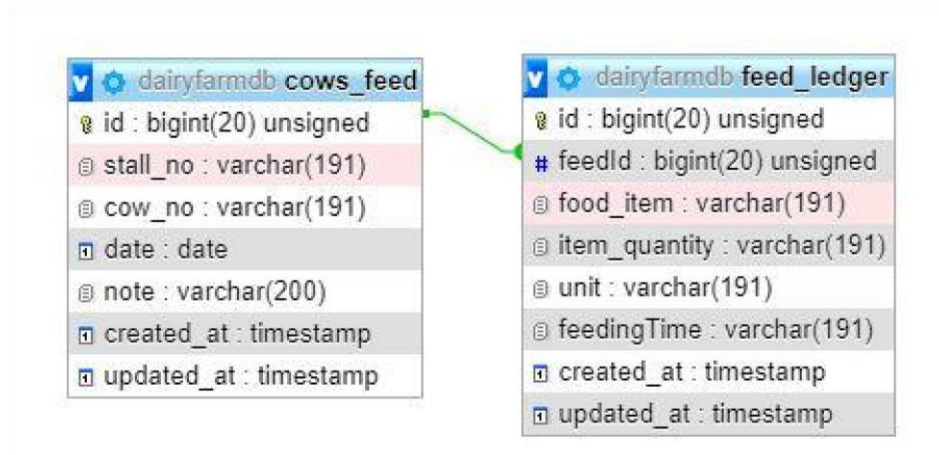 dairyfarmdb cows_feed
id : bigint(20) unsigned
stall_no : varchar(191)
cow_no : varchar(191)
date : date
note : varchar(200)
created_at : timestamp
updated_at : timestamp
dairyfarmdb feed_ledger
id : bigint(20) unsigned
# feedId : bigint(20) unsigned
food_item : varchar(191)
item_quantity : varchar(191)
unit : varchar(191)
feedingTime : varchar(191)
created_at : timestamp
updated_at : timestamp